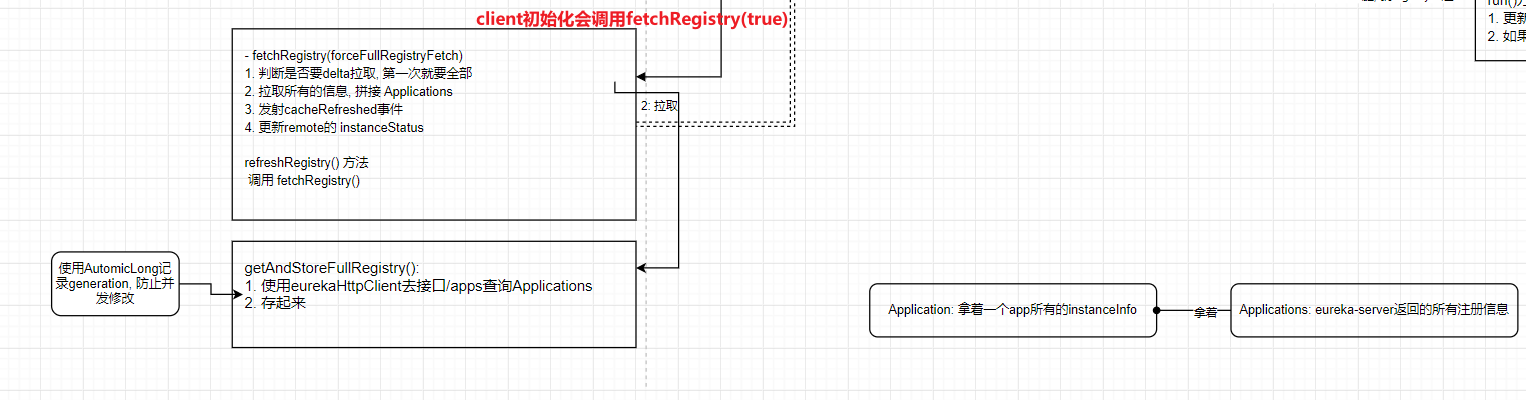 client初始化会调用fetchRegistry(true)
- fetchRegistry(forceFullRegistryFetch)
1. 判断是否要delta拉取, 第一次就要全部
2. 拉取所有的信息, 拼接 Applications
3. 发射cacheRefreshed事件
4. 更新remote的 instanceStatus
refreshRegistry() 方法
调用 fetchRegistry()
2: 拉取
run()方
1. 更新
2. 如果
使用AutomicLong记
录generation, 防止并
发修改
getAndStoreFullRegistry():
1. 使用eurekaHttpClient去接口/apps查询Applications
2. 存起来
Application: 拿着一个app所有的instanceInfo
拿着
Applications: eureka-server返回的所有注册信息